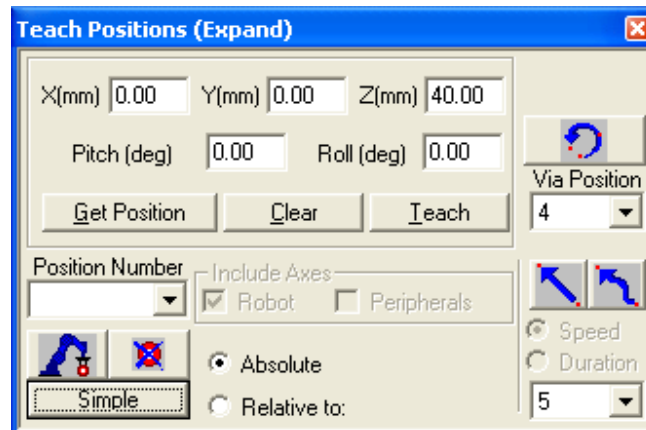 Teach Positions (Expand)
X(mm) 0.00 Y(mm) 0.00 Z(mm) 40.00
Pitch (deg) 0.00 Roll (deg) 0.00
Get Position Clear Teach
Via Position
4
Position Number
Include Axes
Robot Peripherals
Speed
Duration
5
Simple
Absolute
Relative to: